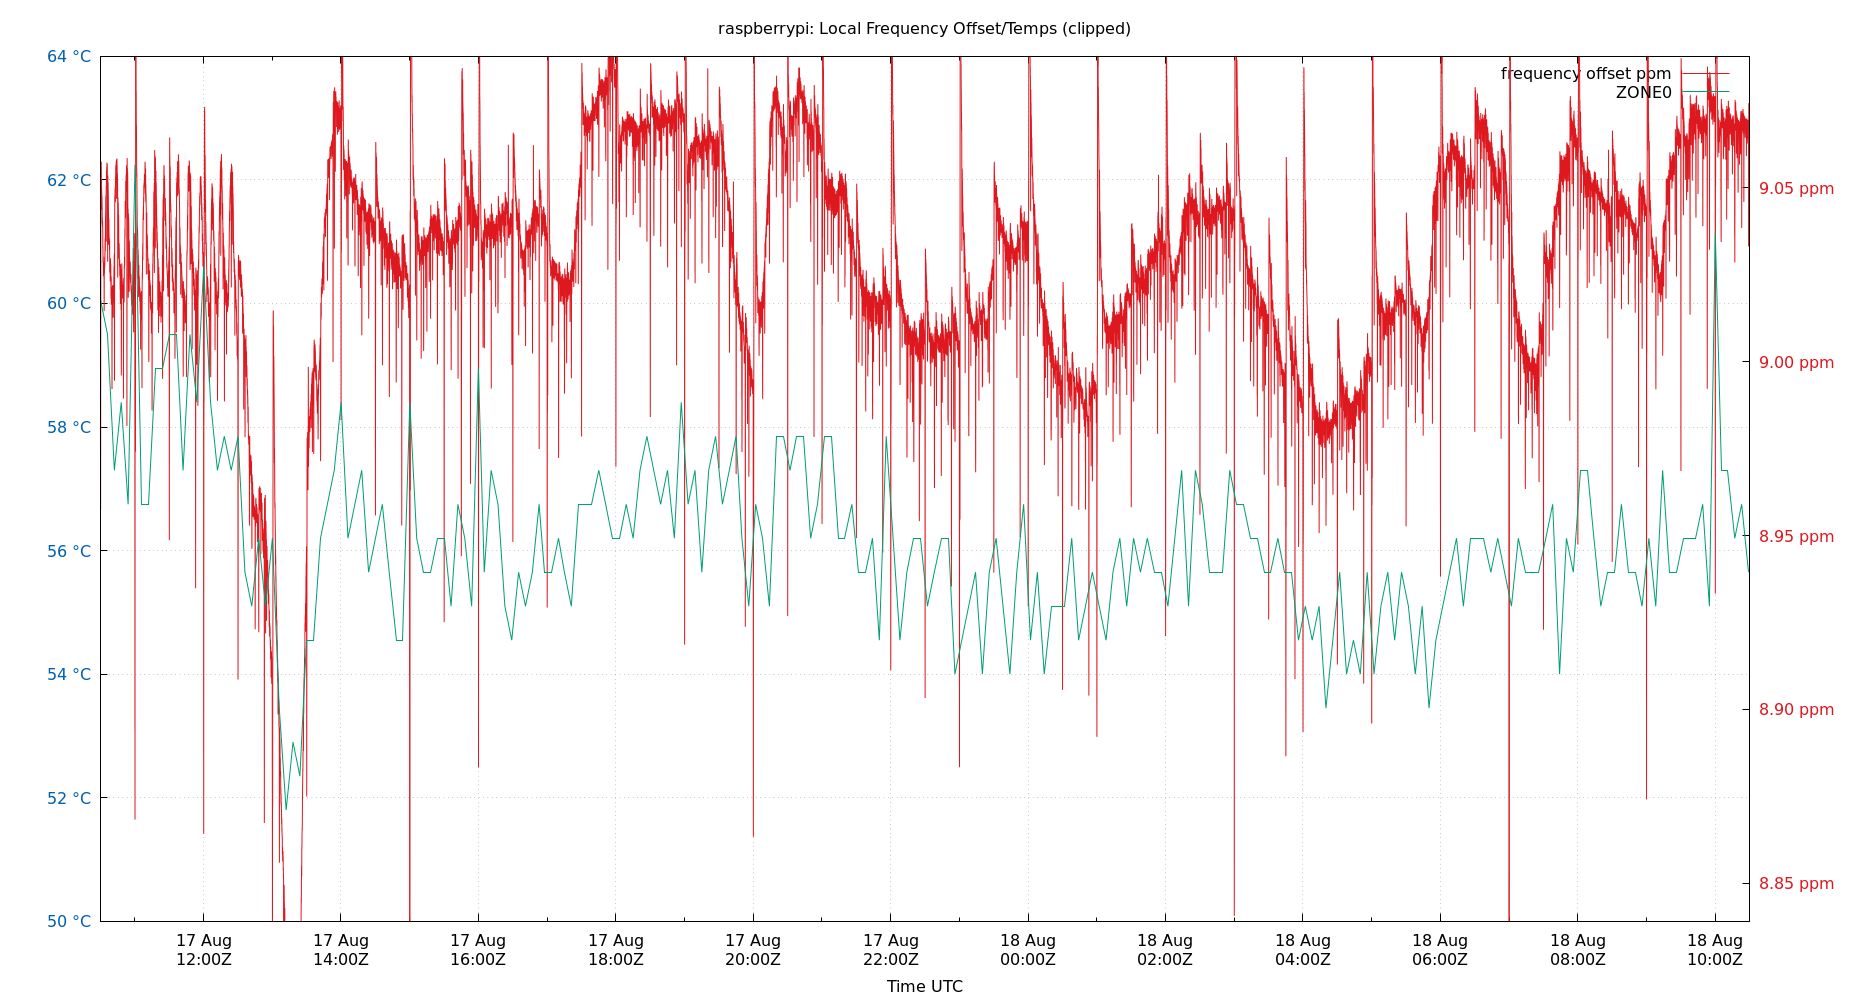 raspberrypi: Local Frequency Offset/Temps (clipped)
64 °C
62 °C
60 °C
58 °C
56 °C
54 °C
52 °C
50 °C
frequency offset ppm
ZONE0
9.05 ppm
9.00 ppm
8.95 ppm
8.90 ppm
8.85 ppm
17 Aug 17 Aug 17 Aug 17 Aug 17 Aug 17 Aug 18 Aug 18 Aug 18 Aug 18 Aug 18 Aug 18 Aug
12:00Z 14:00Z 16:00Z 18:00Z 20:00Z 22:00Z 00:00Z 02:00Z 04:00Z 06:00Z 08:00Z 10:00Z
Time UTC